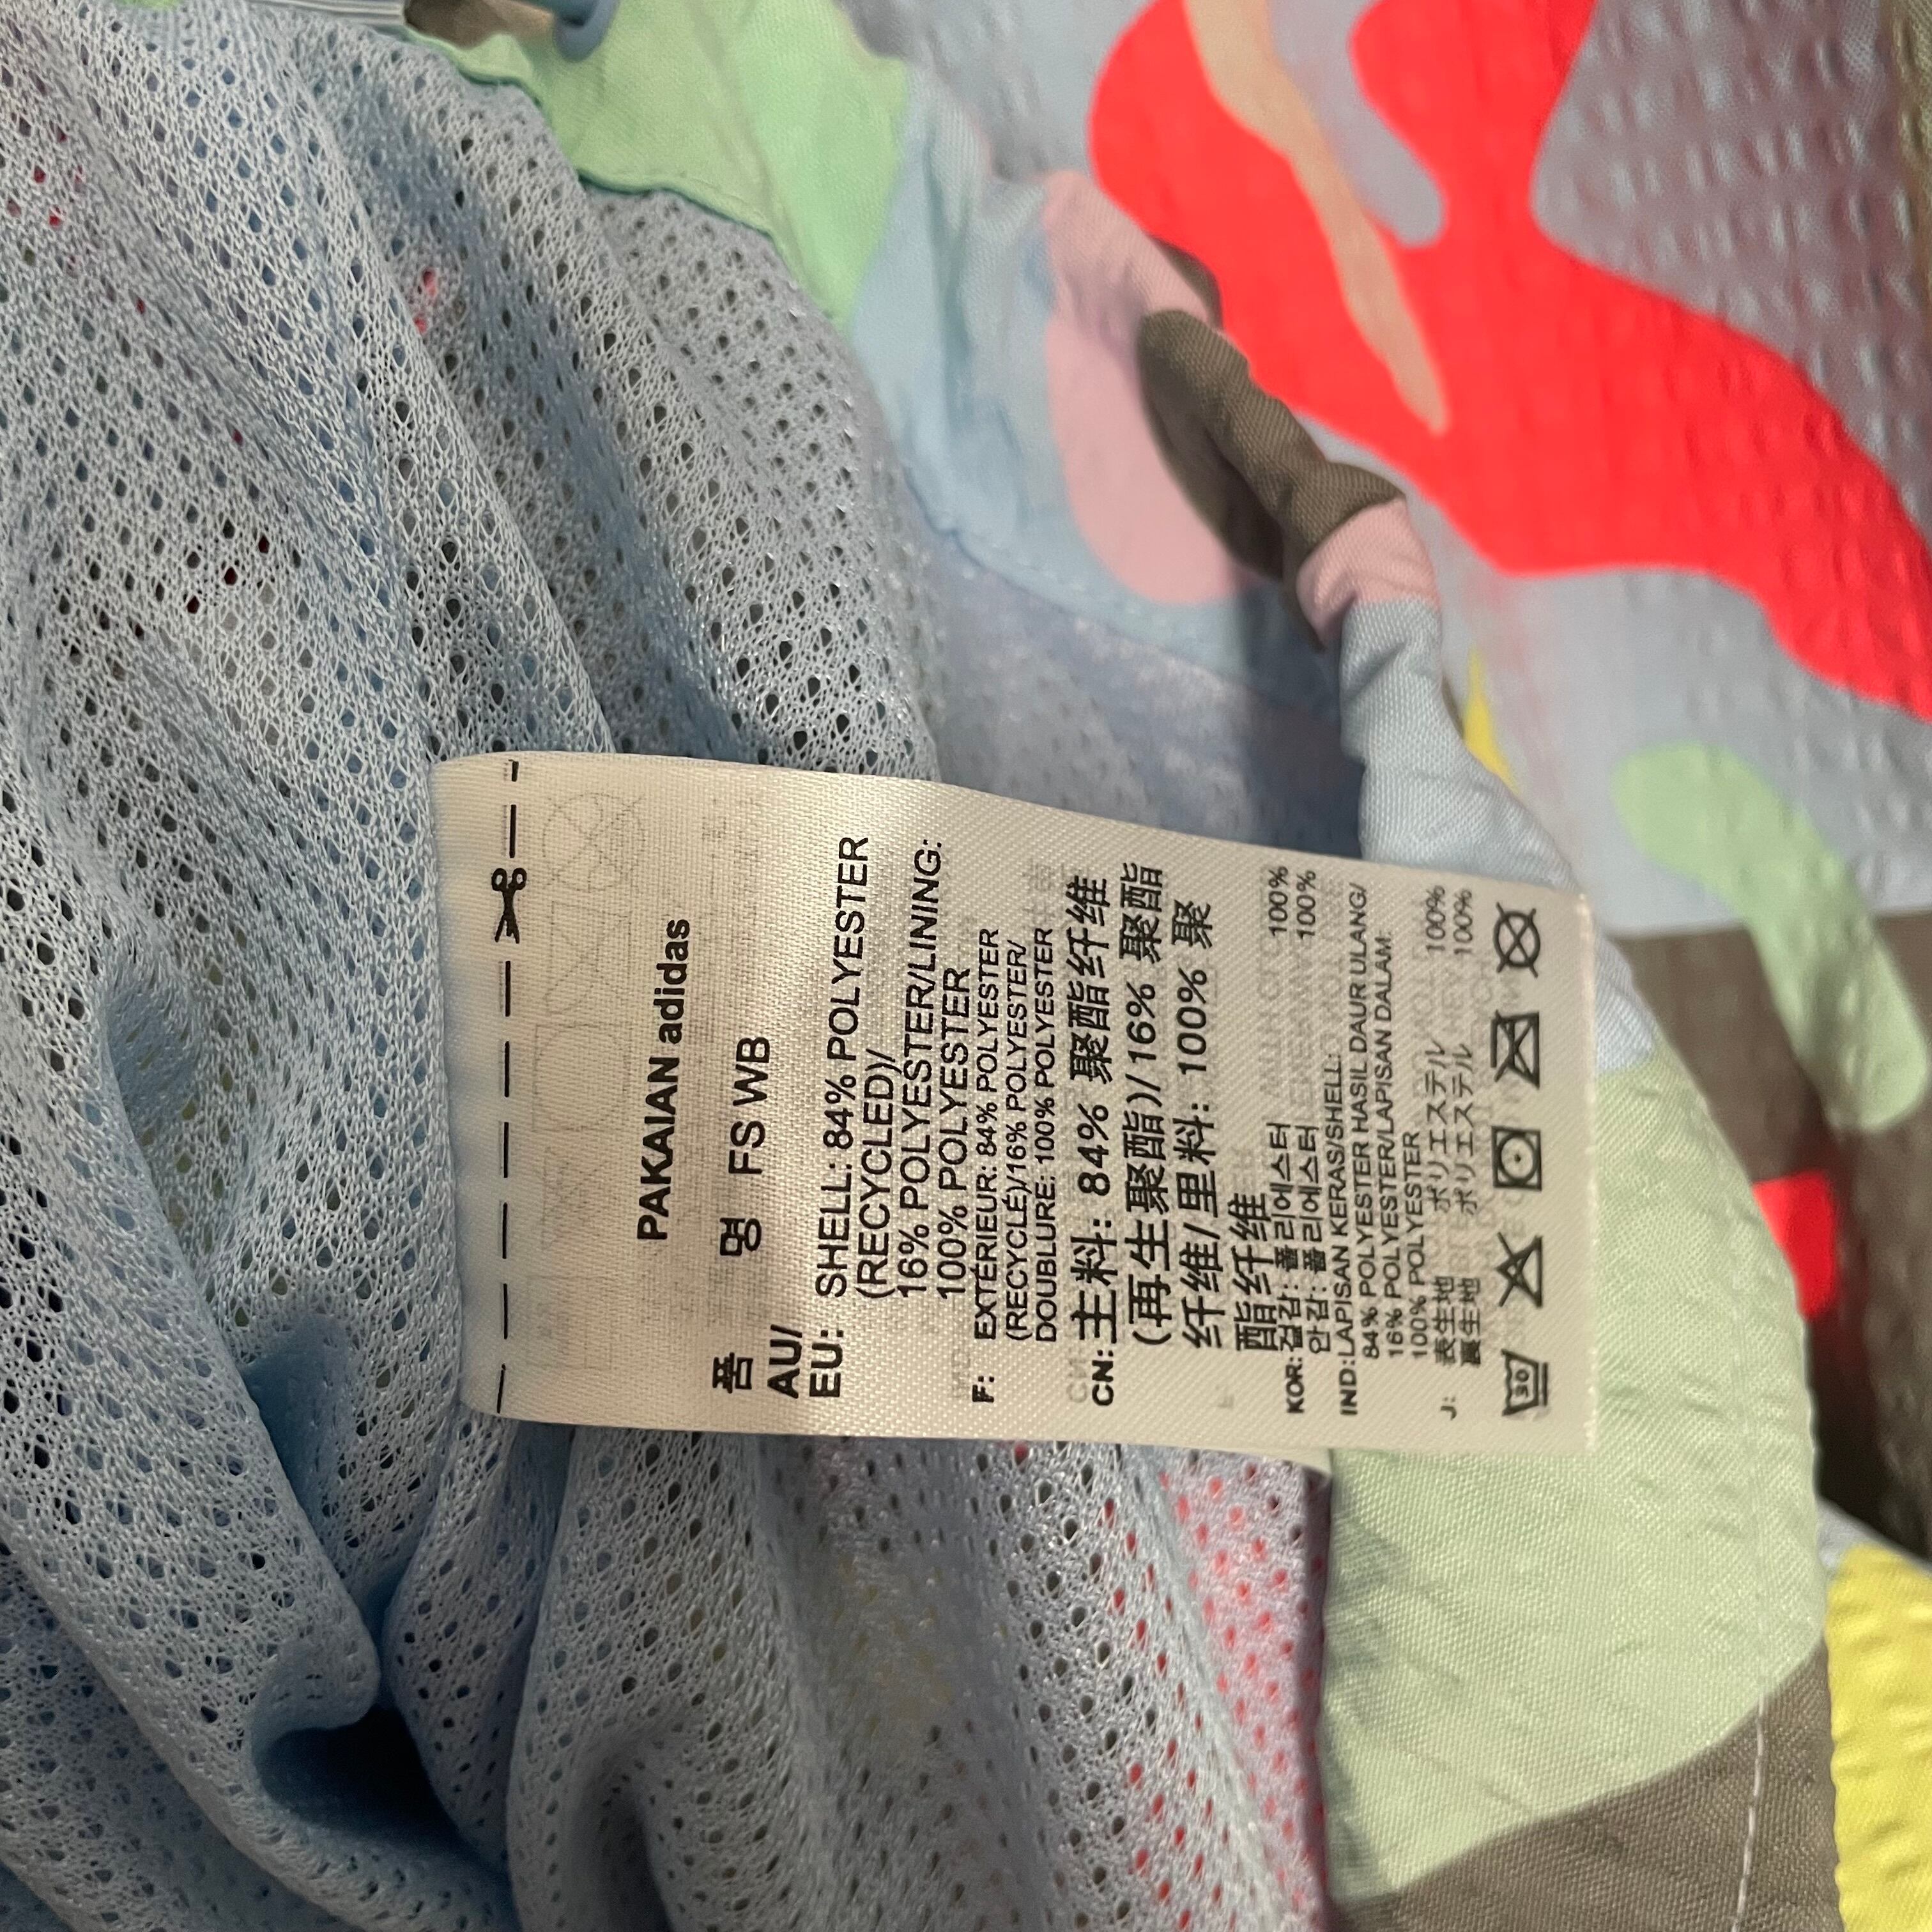 PAKAIAN adidas
품 명 FS WB
AU/
EU: SHELL: 84% POLYESTER
(RECYCLED)/
16% POLYESTER/LINING:
100% POLYESTER
F: EXTÉRIEUR: 84% POLYESTER
(RECYCLÉ)/16% POLYESTER/
DOUBLURE: 100% POLYESTER
CN: 主料: 84% 聚酯纤维
(再生聚酯)/16% 聚酯
纤维/里料: 100% 聚
酯纤维
KOR: 겉감: 폴리에스터 100%
안감: 폴리에스터 100%
IND: LAPISAN KERAS/SHELL:
84% POLYESTER HASIL DAUR ULANG/
16% POLYESTER/LAPISAN DALAM:
100% POLYESTER
J: 表生地 ポリエステル 100%
裏生地 ポリエステル 100%
30